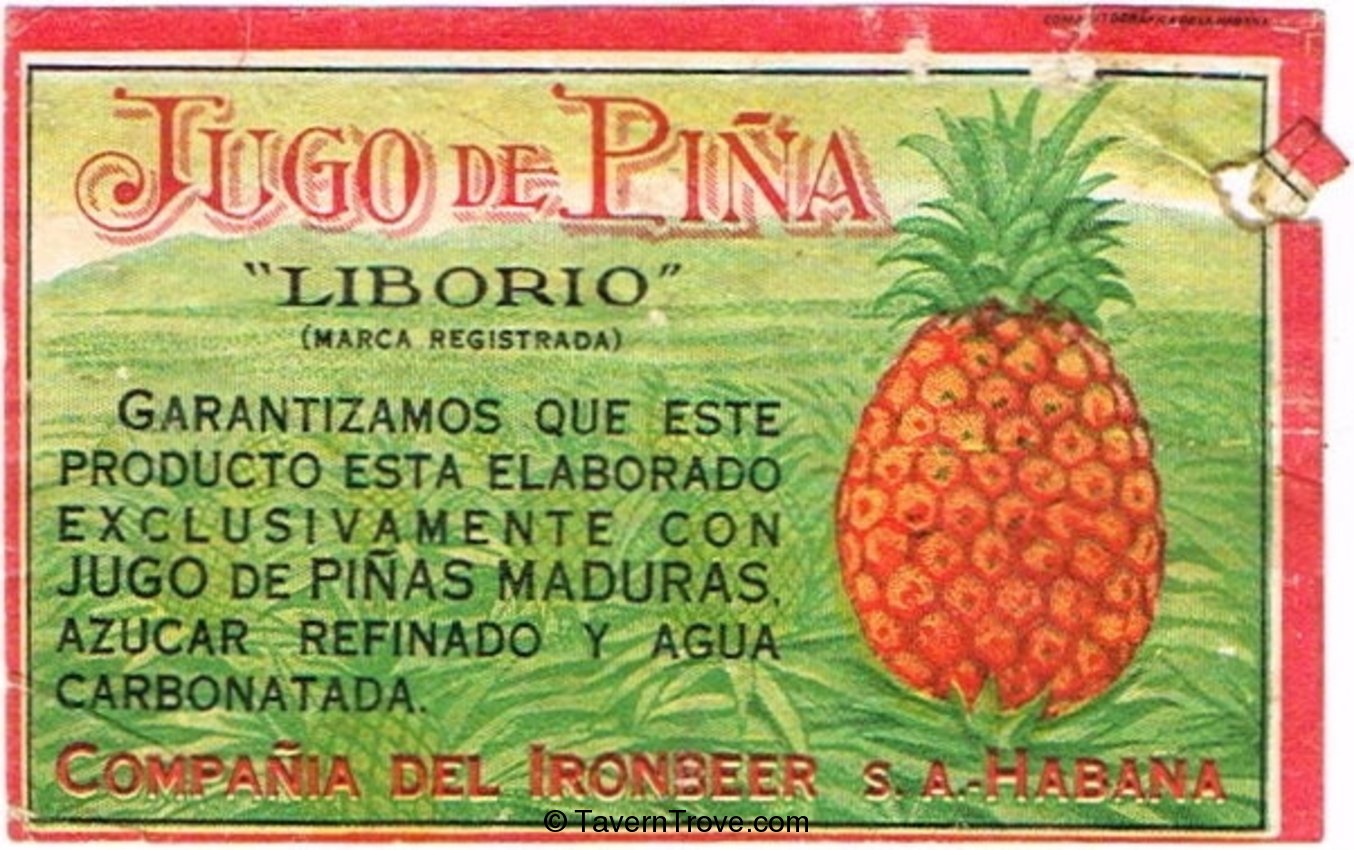 JUGO DE PIÑA
"LIBORIO"
(MARCA REGISTRADA)
GARANTIZAMOS QUE ESTE
PRODUCTO ESTA ELABORADO
EXCLUSIVAMENTE CON
JUGO DE PIÑAS MADURAS,
AZUCAR REFINADO Y AGUA
CARBONATADA.
COMPAÑIA DEL IRONBEER S. A.-HABANA
© TavernTrove.com